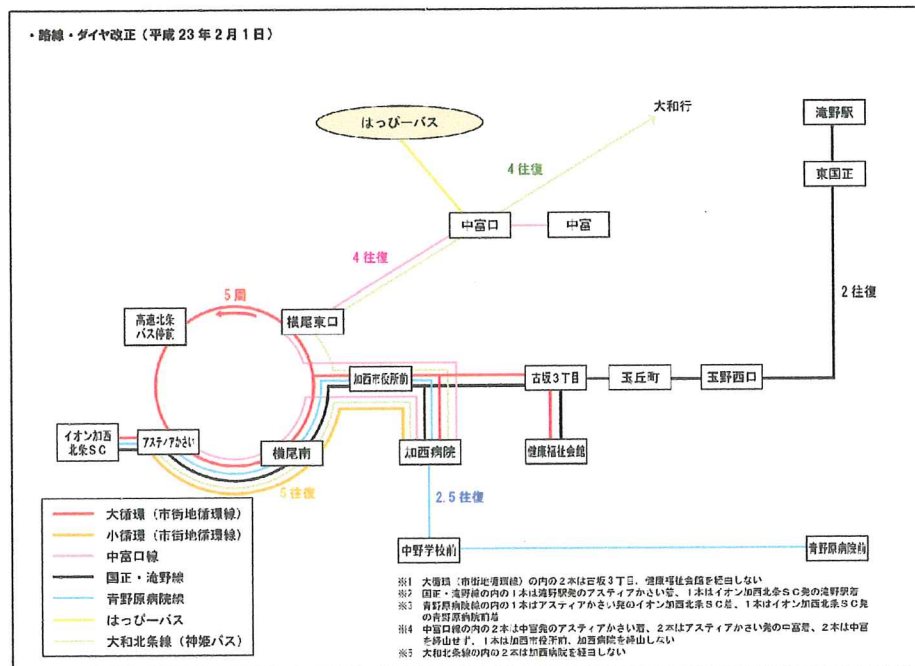 ・路線・ダイヤ改正（平成23年2月1日）
大和行
滝野駅
はっぴーバス
4往復
東国正
中富口
中富
4往復
5周
2往復
高速北条
バス停前
横尾東口
加西市役所前
古坂3丁目
玉丘町
玉野西口
イオン加西
北条SC
アスティアかさい
横尾南
加西病院
健康福祉会館
5往復
2.5往復
大循環（市街地循環線）
小循環（市街地循環線）
中富口線
国正・滝野線
青野原病院線
はっぴーバス
大和北条線（神姫バス）
中野学校前
青野原病院前
※1 大循環（市街地循環線）の内の2本は古坂3丁目、健康福祉会館を経由しない
※2 国正・滝野線の内の1本は滝野駅発のアスティアかさい着、1本はイオン加西北条SC発の滝野駅着
※3 青野原病院線の内の1本はアスティアかさい発のイオン加西北条SC着、1本はイオン加西北条SC発
の青野原病院前着
※4 中富口線の内の2本は中富発のアスティアかさい着、2本はアスティアかさい発の中富着、2本は中富
を経由せず、1本は加西市役所前、加西病院を経由しない
※5 大和北条線の内の2本は加西病院を経由しない